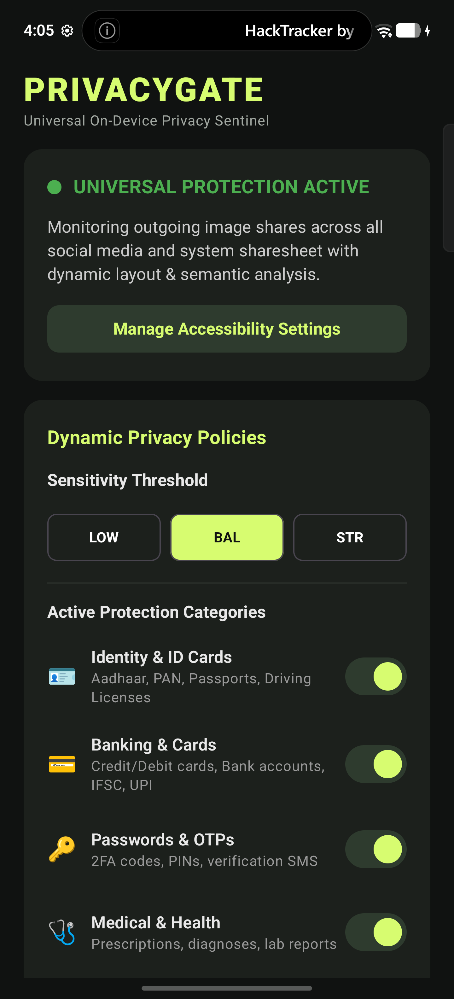 4:05
HackTracker by
PRIVACYGATE
Universal On-Device Privacy Sentinel
UNIVERSAL PROTECTION ACTIVE
Monitoring outgoing image shares across all
social media and system sharesheet with
dynamic layout & semantic analysis.
Manage Accessibility Settings
Dynamic Privacy Policies
Sensitivity Threshold
LOW
BAL
STR
Active Protection Categories
Identity & ID Cards
Aadhaar, PAN, Passports, Driving
Licenses
Banking & Cards
Credit/Debit cards, Bank accounts,
IFSC, UPI
Passwords & OTPs
2FA codes, PINs, verification SMS
Medical & Health
Prescriptions, diagnoses, lab reports